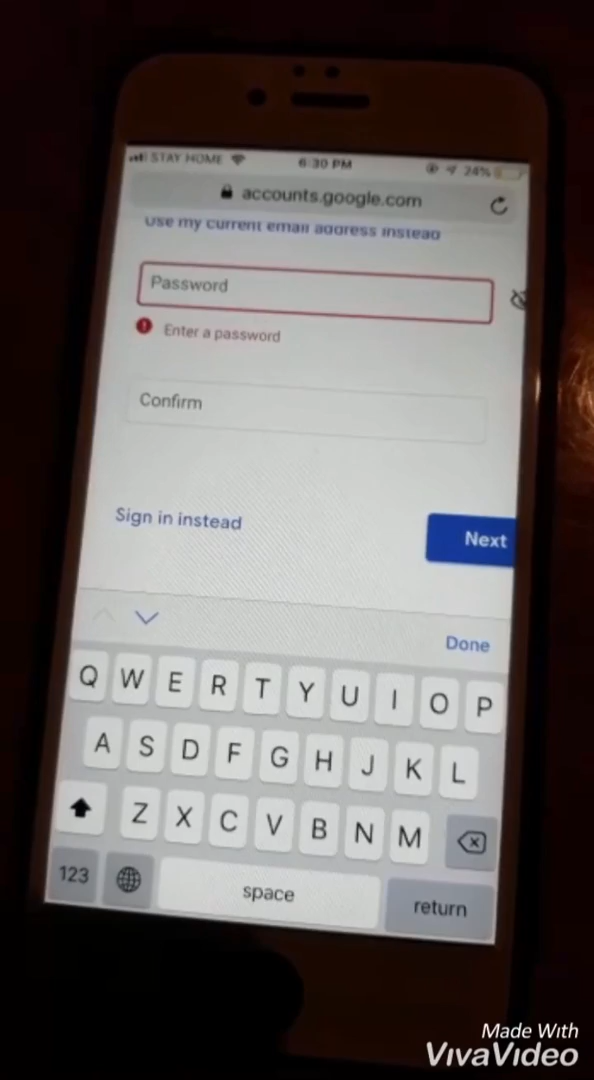 STAY HOME 6:30 PM 24%
accounts.google.com
Use my current email address instead
Password
Enter a password
Confirm
Sign in instead
Next
Done
Q W E R T Y U I O P
A S D F G H J K L
Z X C V B N M
123 space return
Made With
VivaVideo